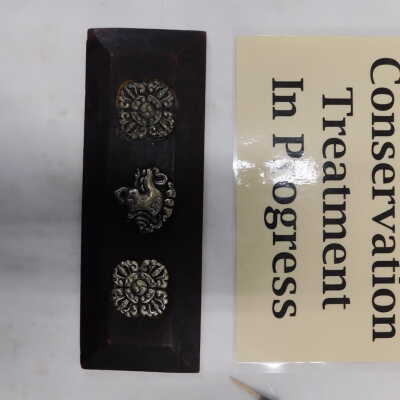 Conservation
Treatment
In Progress